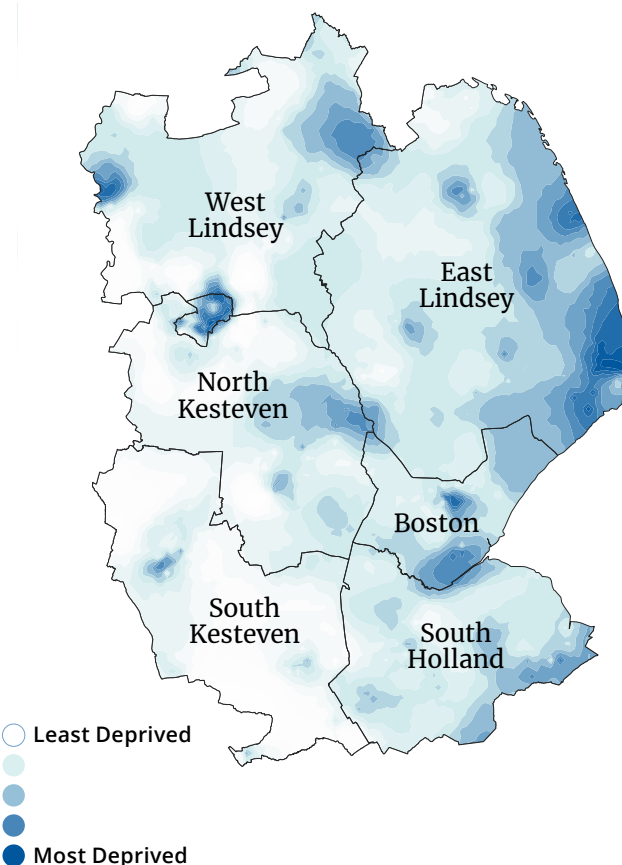 West
Lindsey
East
Lindsey
North
Kesteven
Boston
South
Kesteven
South
Holland
Least Deprived
Most Deprived